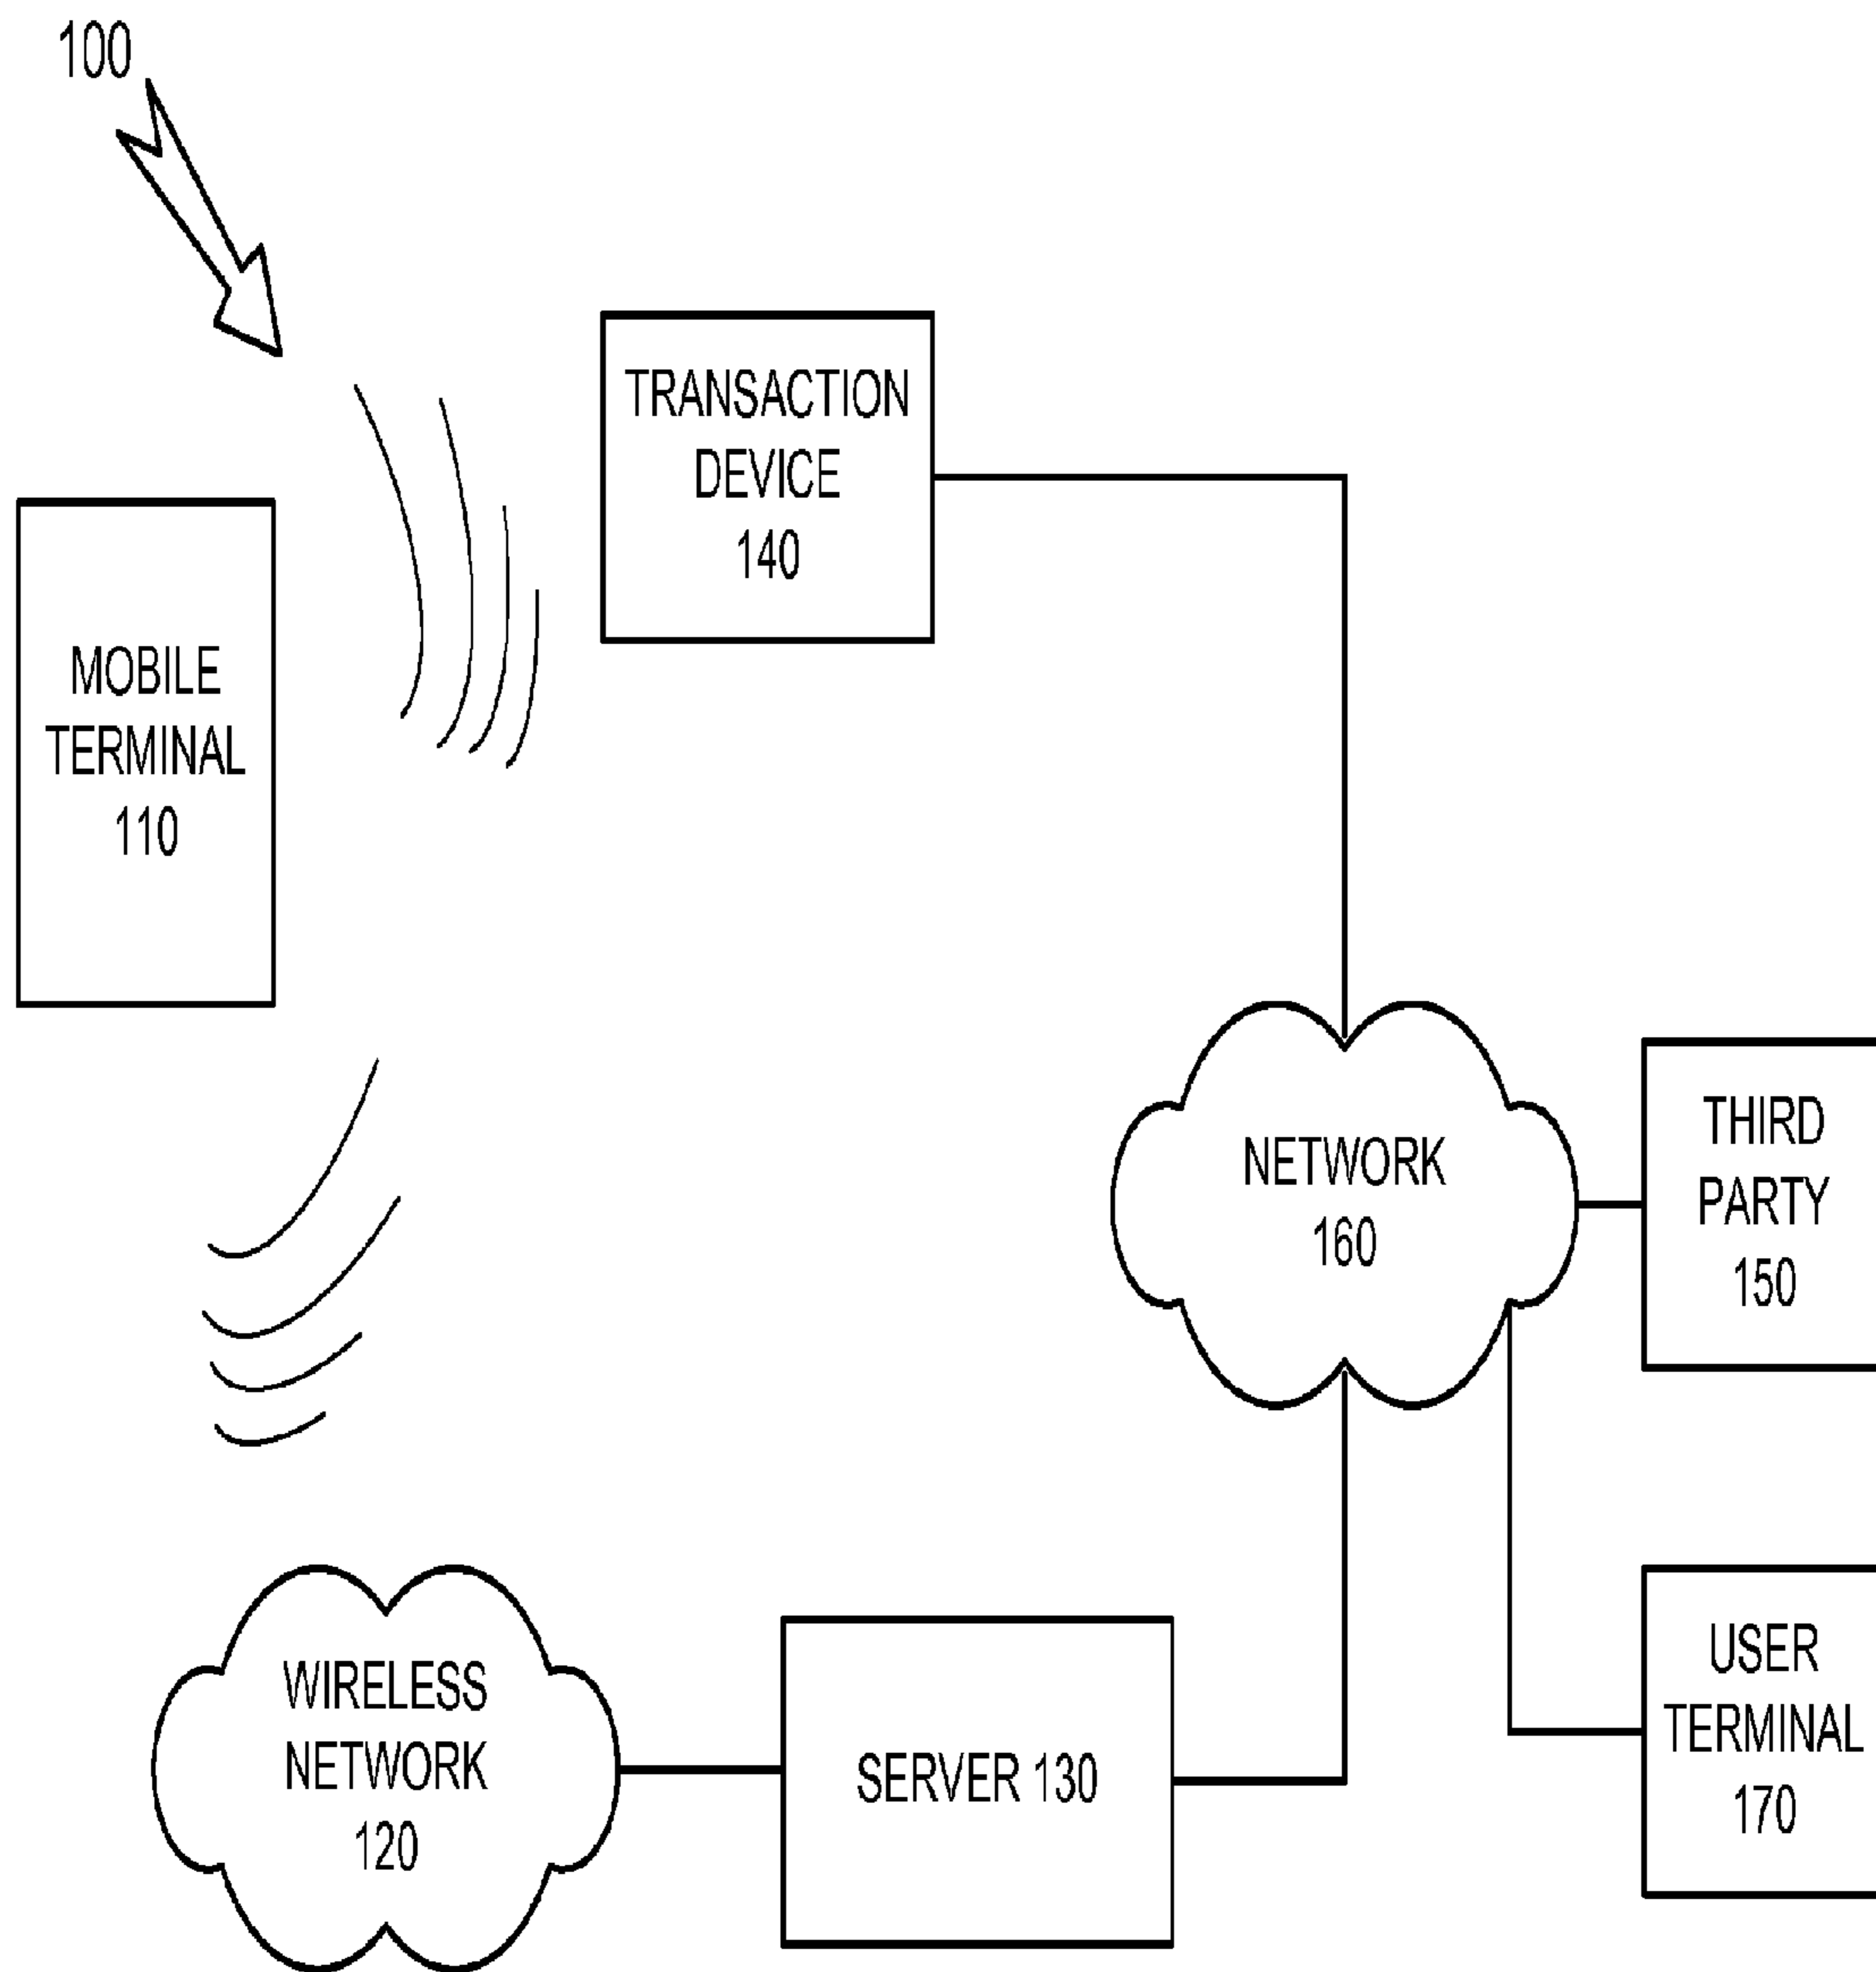 100
TRANSACTION
DEVICE
140
MOBILE
TERMINAL
110
NETWORK
160
THIRD
PARTY
150
WIRELESS
NETWORK
120
SERVER 130
USER
TERMINAL
170